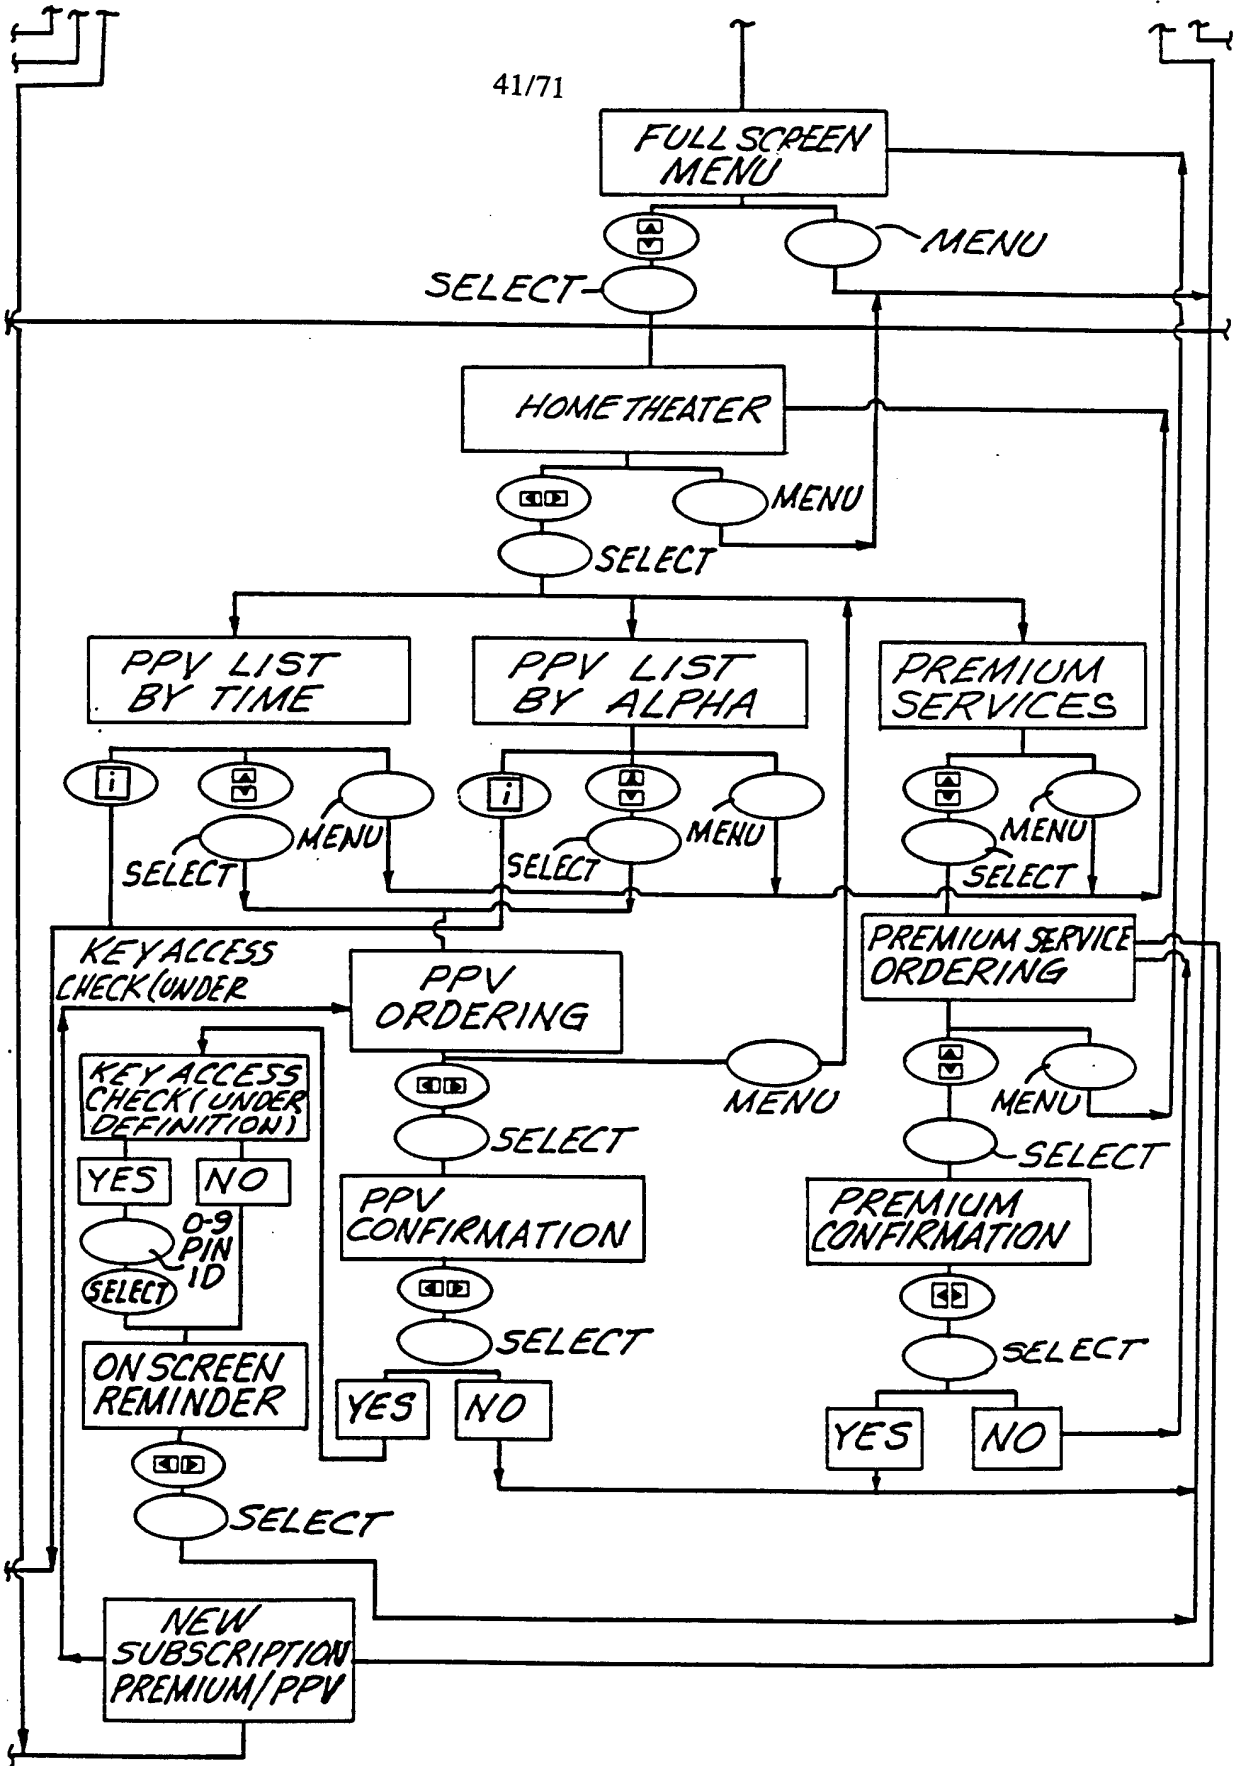 41/71
FULL SCREEN
MENU
MENU
SELECT
HOME THEATER
MENU
SELECT
PPV LIST
BY TIME
PPV LIST
BY ALPHA
PREMIUM
SERVICES
i
SELECT
MENU
i
SELECT
MENU
MENU
SELECT
KEY ACCESS
CHECK (UNDER
PPV
ORDERING
PREMIUM SERVICE
ORDERING
KEY ACCESS
CHECK (UNDER
DEFINITION)
MENU
MENU
SELECT
SELECT
YES
NO
0-9
PIN
ID
SELECT
PPV
CONFIRMATION
PREMIUM
CONFIRMATION
SELECT
SELECT
ON SCREEN
REMINDER
YES
NO
YES
NO
SELECT
NEW
SUBSCRIPTION
PREMIUM/PPV